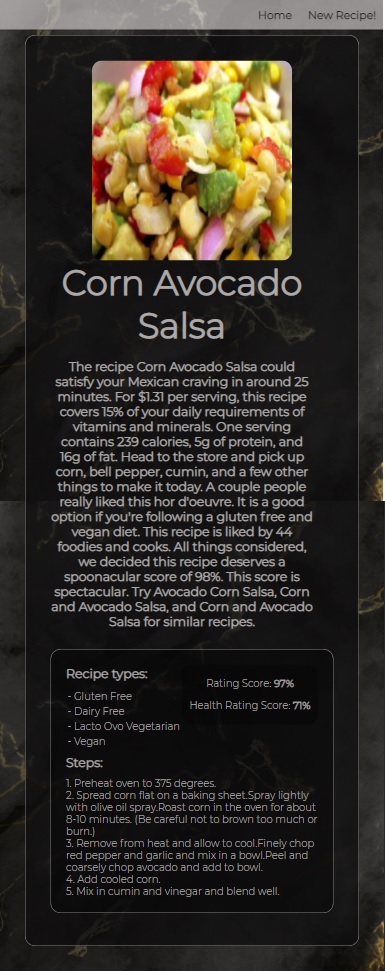 Home New Recipe!
Corn Avocado
Salsa
The recipe Corn Avocado Salsa could
satisfy your Mexican craving in around 25
minutes. For $1.31 per serving, this recipe
covers 15% of your daily requirements of
vitamins and minerals. One serving
contains 239 calories, 5g of protein, and
16g of fat. Head to the store and pick up
corn, bell pepper, cumin, and a few other
things to make it today. A couple people
really liked this hor d'oeuvre. It is a good
option if you're following a gluten free and
vegan diet. This recipe is liked by 44
foodies and cooks. All things considered,
we decided this recipe deserves a
spoonacular score of 98%. This score is
spectacular. Try Avocado Corn Salsa, Corn
and Avocado Salsa, and Corn and Avocado
Salsa for similar recipes.
Recipe types:
- Gluten Free
- Dairy Free
- Lacto Ovo Vegetarian
- Vegan
Rating Score: 97%
Health Rating Score: 71%
Steps:
1. Preheat oven to 375 degrees.
2. Spread corn flat on a baking sheet.Spray lightly
with olive oil spray.Roast corn in the oven for about
8-10 minutes. (Be careful not to brown too much or
burn.)
3. Remove from heat and allow to cool.Finely chop
red pepper and garlic and mix in a bowl.Peel and
coarsely chop avocado and add to bowl.
4. Add cooled corn.
5. Mix in cumin and vinegar and blend well.